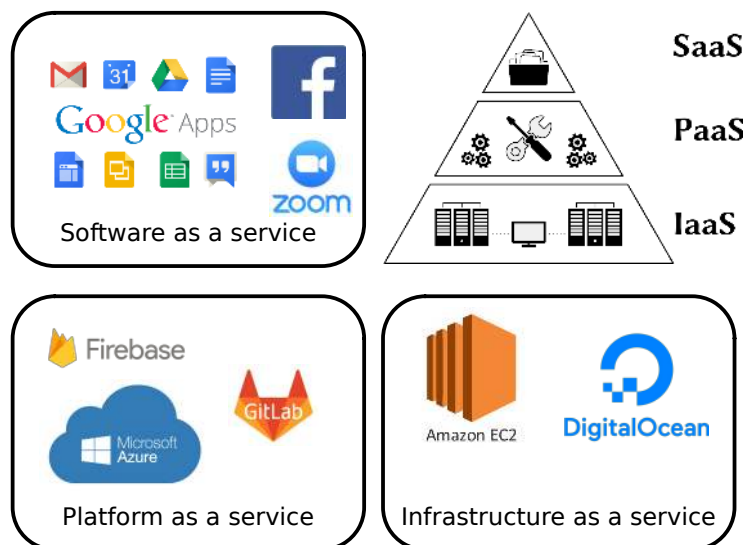 31
Google Apps
f
zoom
Software as a service
SaaS
PaaS
IaaS
Firebase
Microsoft
Azure
GitLab
Platform as a service
Amazon EC2
DigitalOcean
Infrastructure as a service